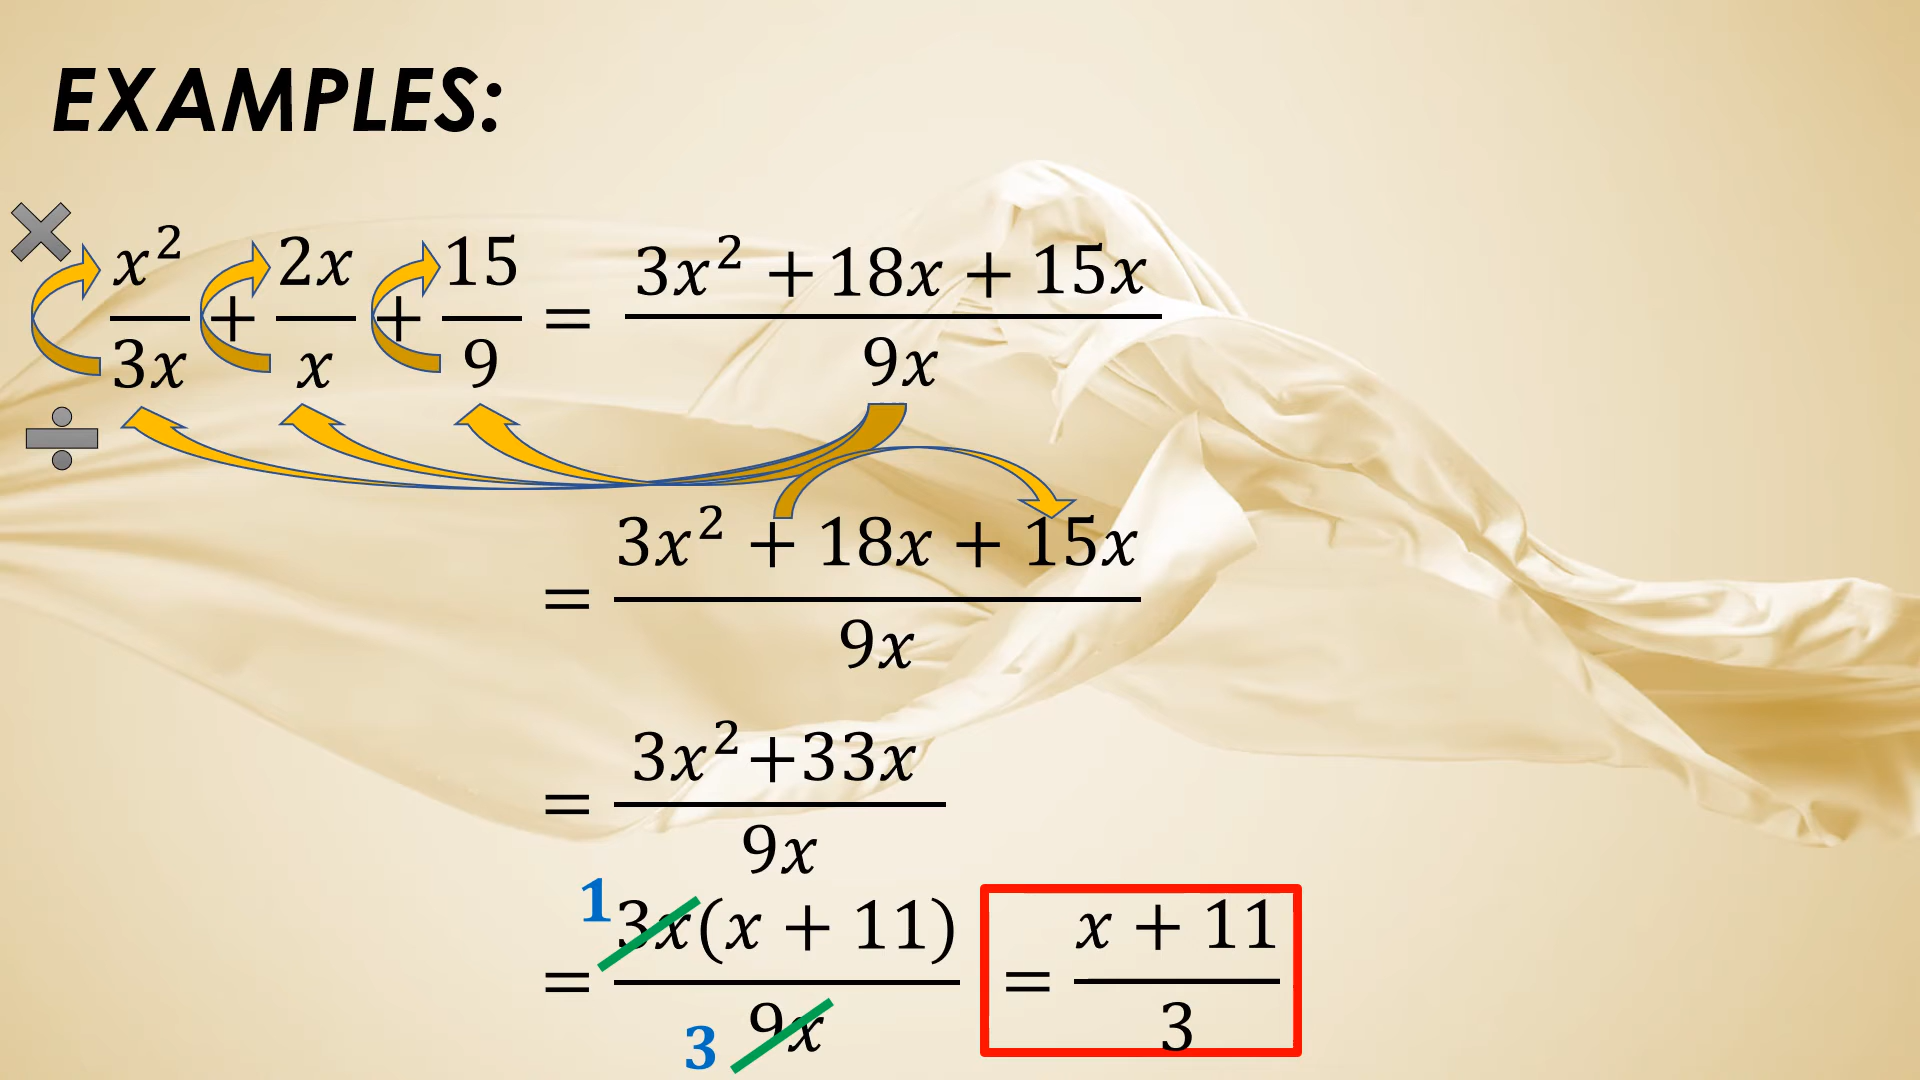 EXAMPLES:
x²/3x + 2x/x + 15/9 = (3x² + 18x + 15x)/9x
= (3x² + 18x + 15x)/9x
= (3x²+33x)/9x
1 3 = 3x(x + 11)/9x = (x + 11)/3